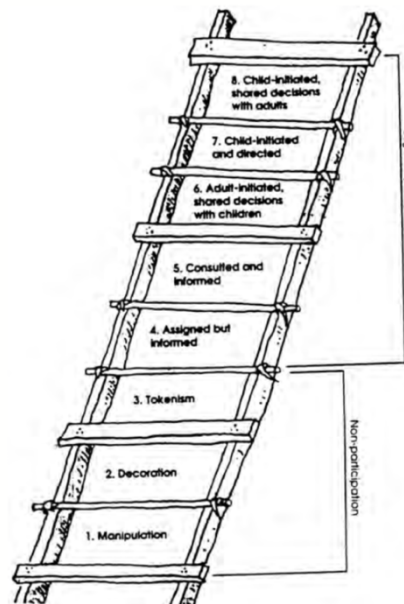 8. Child-initiated,
shared decisions
with adults
7. Child-initiated
and directed
6. Adult-initiated,
shared decisions
with children
5. Consulted and
informed
4. Assigned but
informed
3. Tokenism
2. Decoration
1. Manipulation
Non-participation